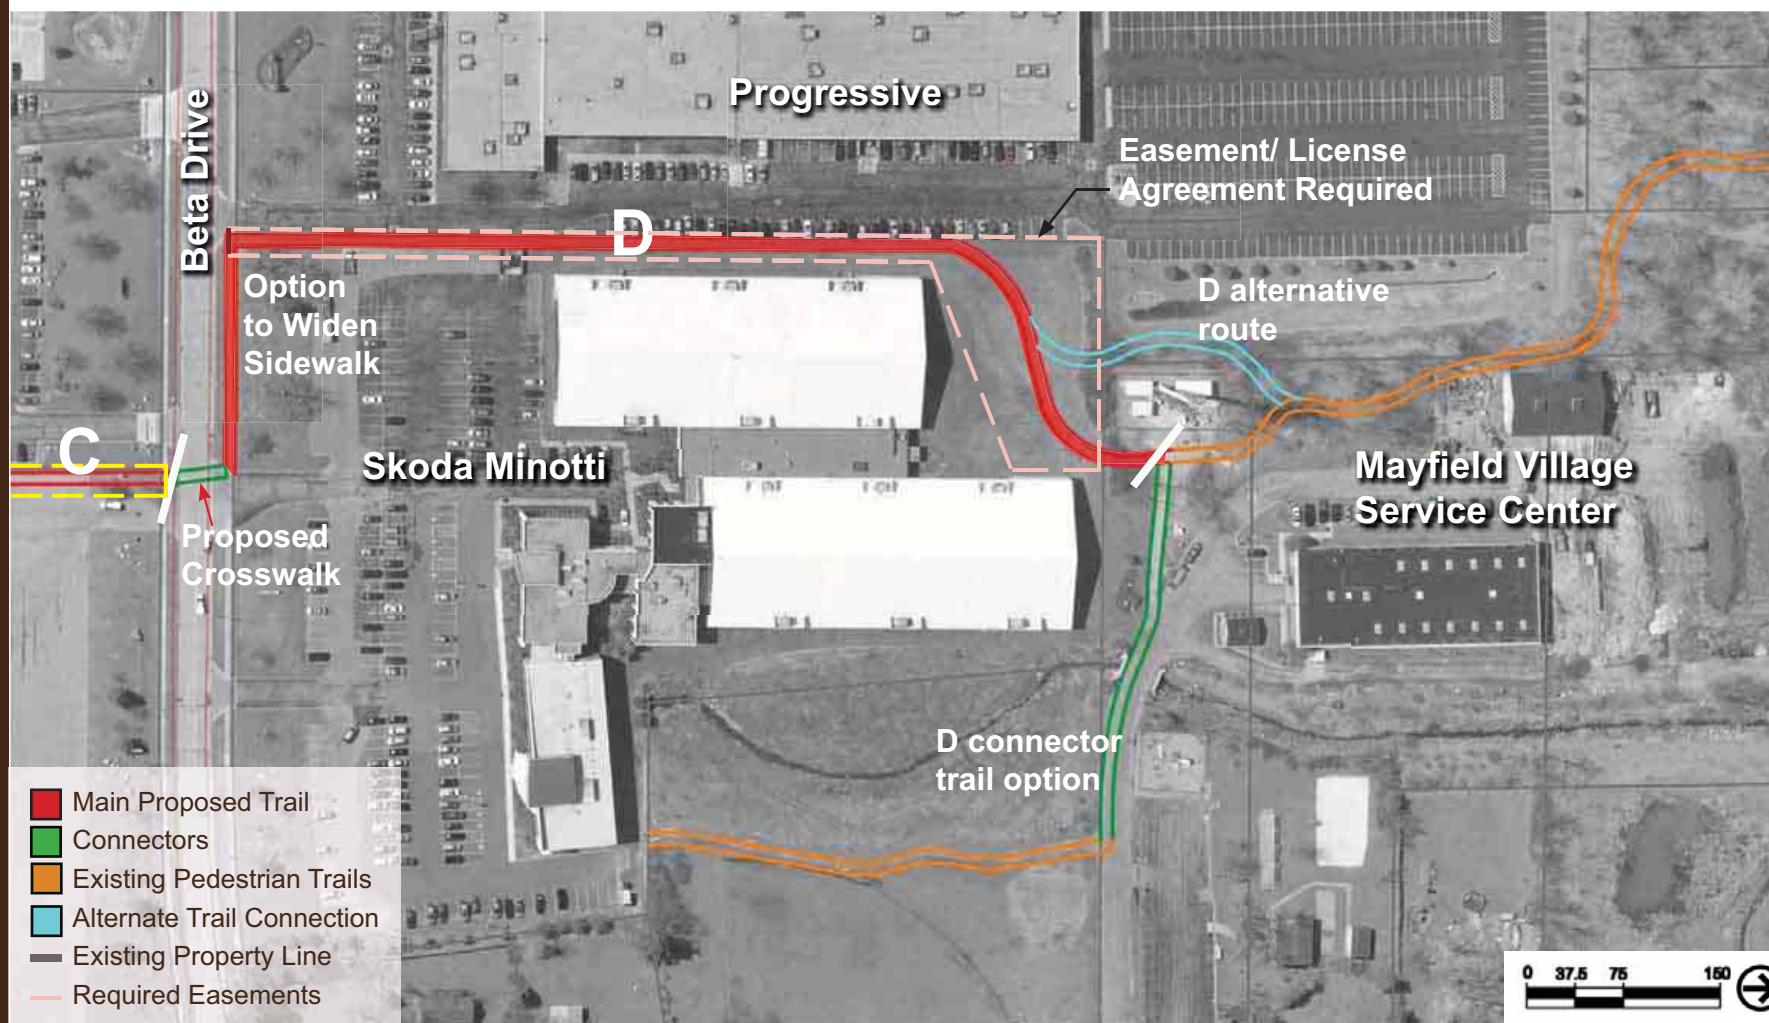 Progressive
Beta Drive
Easement/ License
Agreement Required
D
Option
to Widen
Sidewalk
D alternative
route
C
Skoda Minotti
Mayfield Village
Service Center
Proposed
Crosswalk
D connector
trail option
Main Proposed Trail
Connectors
Existing Pedestrian Trails
Alternate Trail Connection
Existing Property Line
Required Easements
0 37.5 75 150